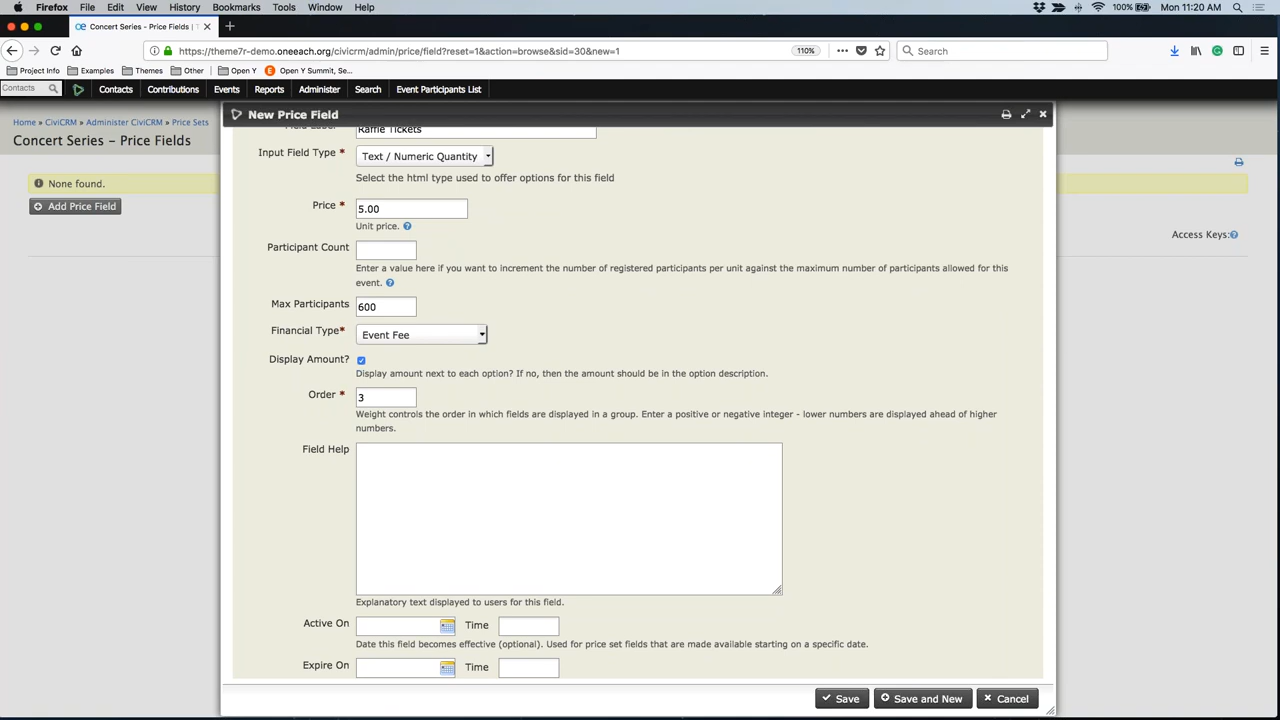 Firefox File Edit View History Bookmarks Tools Window Help 100% Mon 11:20 AM
Concert Series – Price Fields | T
https://theme7r-demo.oneeach.org/civicrm/admin/price/field?reset=1&action=browse&sid=30&new=1 110% Search
Project Info Examples Themes Other Open Y Open Y Summit, Se...
Contacts Contacts Contributions Events Reports Administer Search Event Participants List
New Price Field
Home » CiviCRM » Administer CiviCRM » Price Sets
Concert Series – Price Fields
Field Label Raffle Tickets
Input Field Type * Text / Numeric Quantity
Select the html type used to offer options for this field
None found.
Add Price Field
Price * 5.00
Unit price.
Access Keys:
Participant Count
Enter a value here if you want to increment the number of registered participants per unit against the maximum number of participants allowed for this
event.
Max Participants 600
Financial Type* Event Fee
Display Amount?
Display amount next to each option? If no, then the amount should be in the option description.
Order * 3
Weight controls the order in which fields are displayed in a group. Enter a positive or negative integer - lower numbers are displayed ahead of higher
numbers.
Field Help
Explanatory text displayed to users for this field.
Active On Time
Date this field becomes effective (optional). Used for price set fields that are made available starting on a specific date.
Expire On Time
Save Save and New Cancel